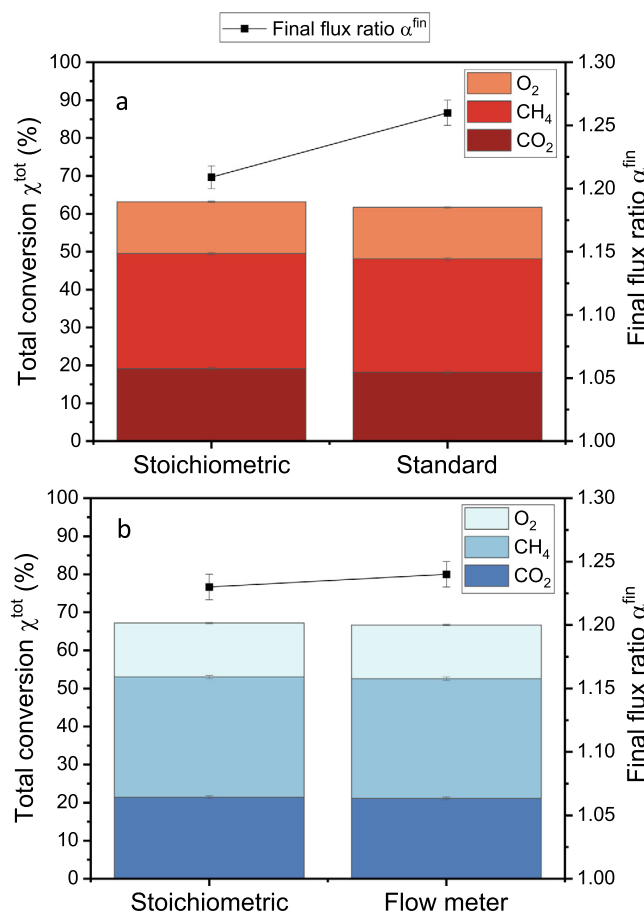 Final flux ratio α^fin
a
O₂
CH₄
CO₂
Total conversion χ^tot (%)
100
90
80
70
60
50
40
30
20
10
0
1.30
1.25
1.20
1.15
1.10
1.05
1.00
Final flux ratio α^fin
Stoichiometric Standard
b
O₂
CH₄
CO₂
Total conversion χ^tot (%)
100
90
80
70
60
50
40
30
20
10
0
1.30
1.25
1.20
1.15
1.10
1.05
1.00
Final flux ratio α^fin
Stoichiometric Flow meter